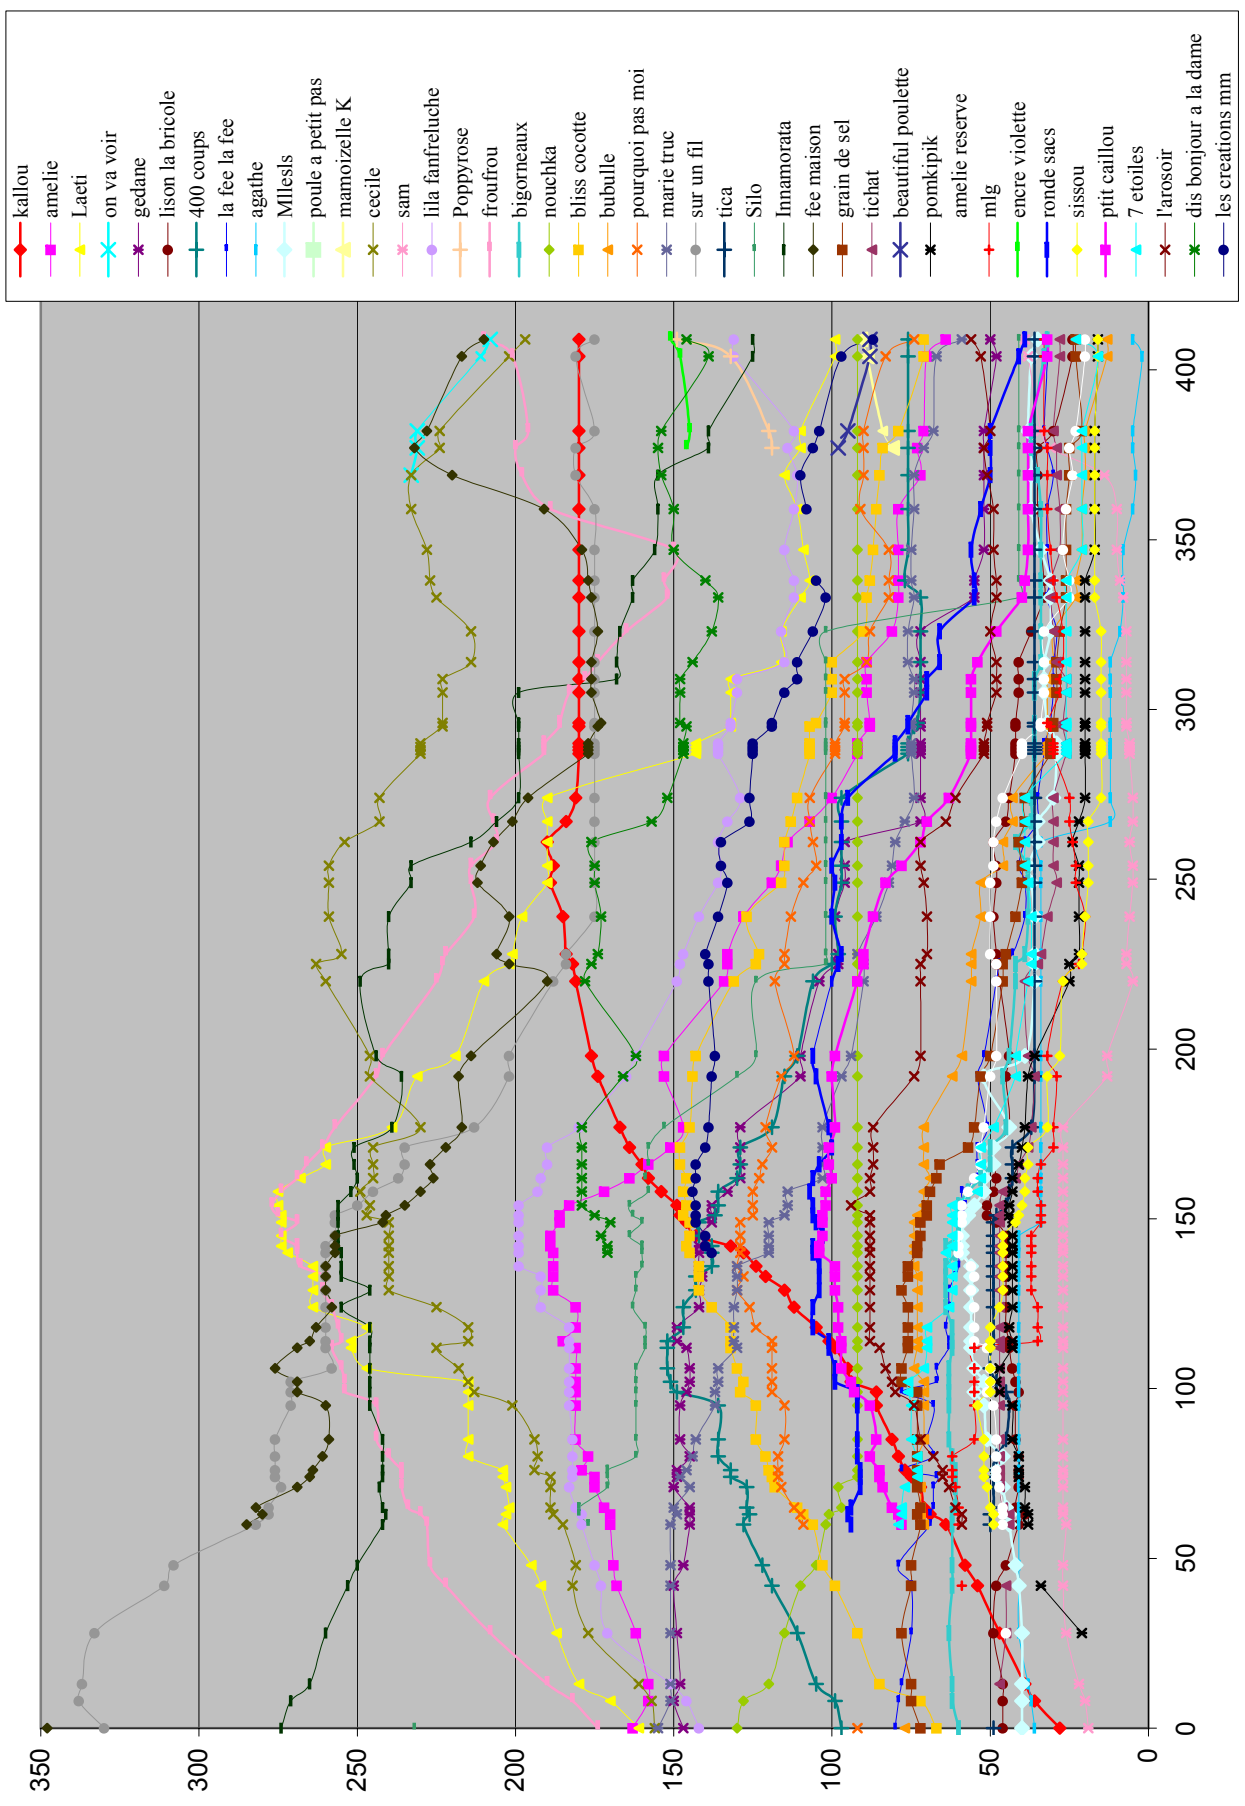 kallou
amelie
Laeti
on va voir
gedane
lison la bricole
400 coups
la fee la fee
agathe
Mllesls
poule a petit pas
mamoizelle K
cecile
sam
lila fanfreluche
Poppyrose
froufrou
bigorneaux
nouchka
bliss cocotte
bubulle
pourquoi pas moi
marie truc
sur un fil
tica
Silo
Innamorata
fee maison
grain de sel
tichat
beautiful poulette
pomkipik
amelie reserve
mlg
encre violette
ronde sacs
sissou
ptit caillou
7 etoiles
l'arosoir
dis bonjour a la dame
les creations mm
350
300
250
200
150
100
50
0
0
50
100
150
200
250
300
350
400